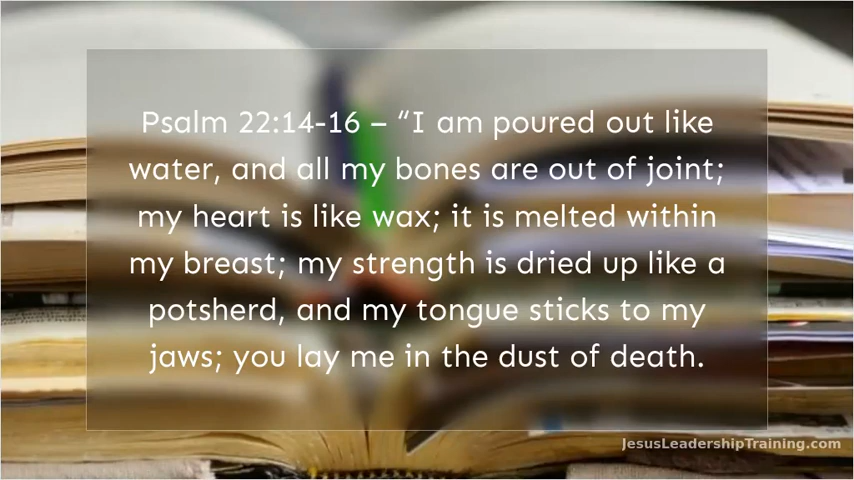 Psalm 22:14-16 – “I am poured out like
water, and all my bones are out of joint;
my heart is like wax; it is melted within
my breast; my strength is dried up like a
potsherd, and my tongue sticks to my
jaws; you lay me in the dust of death.
JesusLeadershipTraining.com